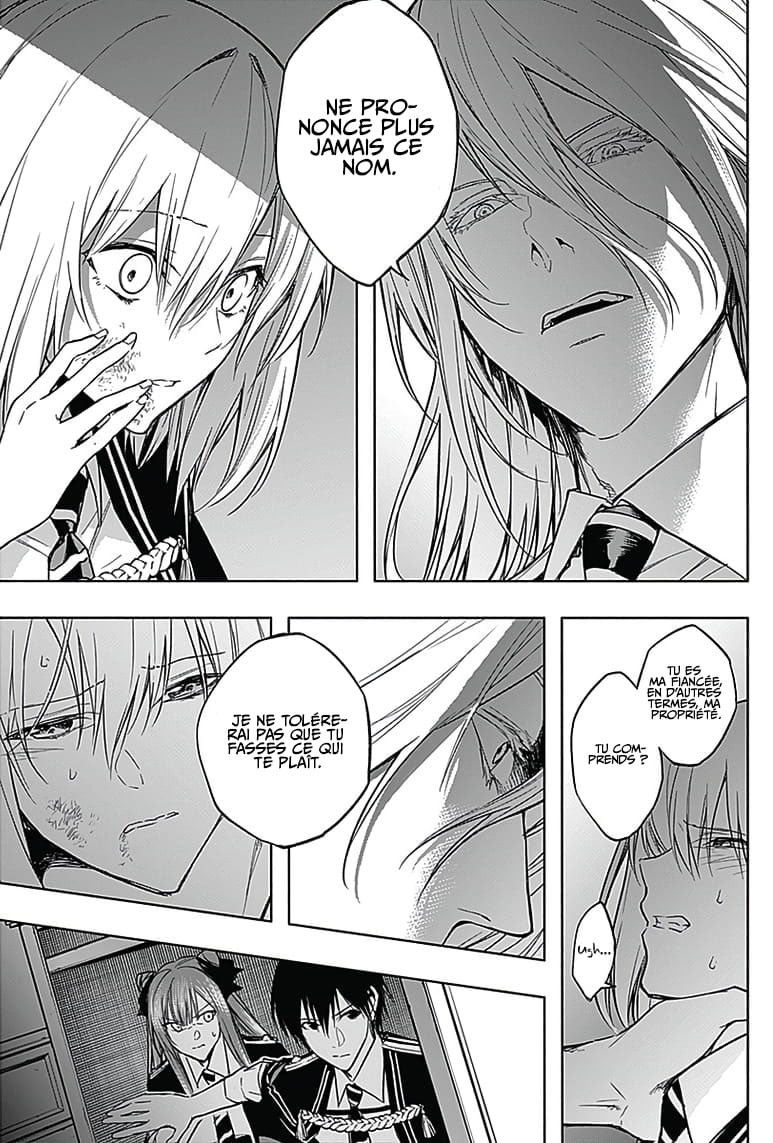 NE PRO-
NONCE PLUS
JAMAIS CE
NOM.
TU ES
MA FIANCÉE,
EN D'AUTRES
TERMES, MA
PROPRIÉTÉ.
TU COM-
PRENDS ?
Ugh...
JE NE TOLÉRE-
RAI PAS QUE TU
FASSES CE QUI
TE PLAÎT.